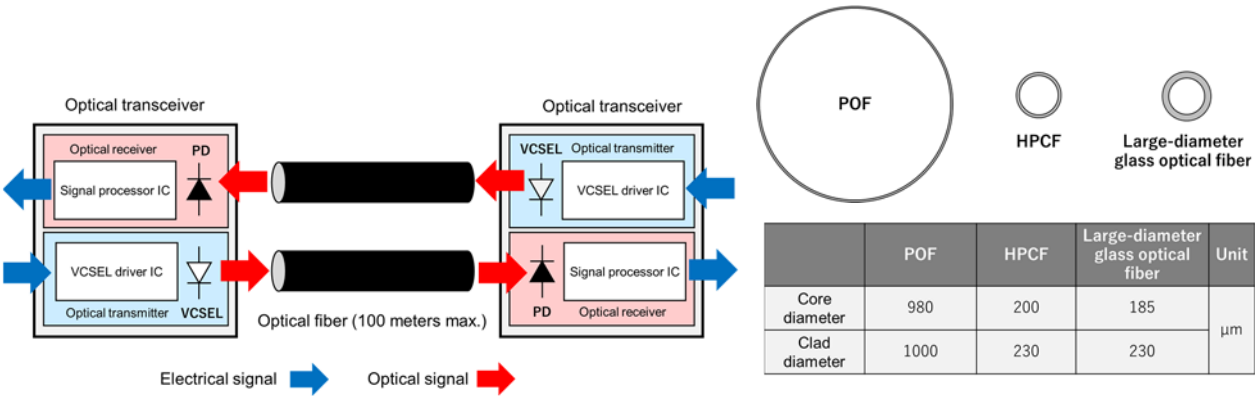 Optical transceiver
Optical receiver
PD
Signal processor IC
VCSEL driver IC
Optical transmitter
VCSEL
Optical fiber (100 meters max.)
Optical transceiver
VCSEL
Optical transmitter
VCSEL driver IC
Signal processor IC
PD
Optical receiver
Electrical signal
Optical signal
POF
HPCF
Large-diameter
glass optical fiber
POF HPCF Large-diameter glass optical fiber Unit
Core diameter 980 200 185 μm
Clad diameter 1000 230 230